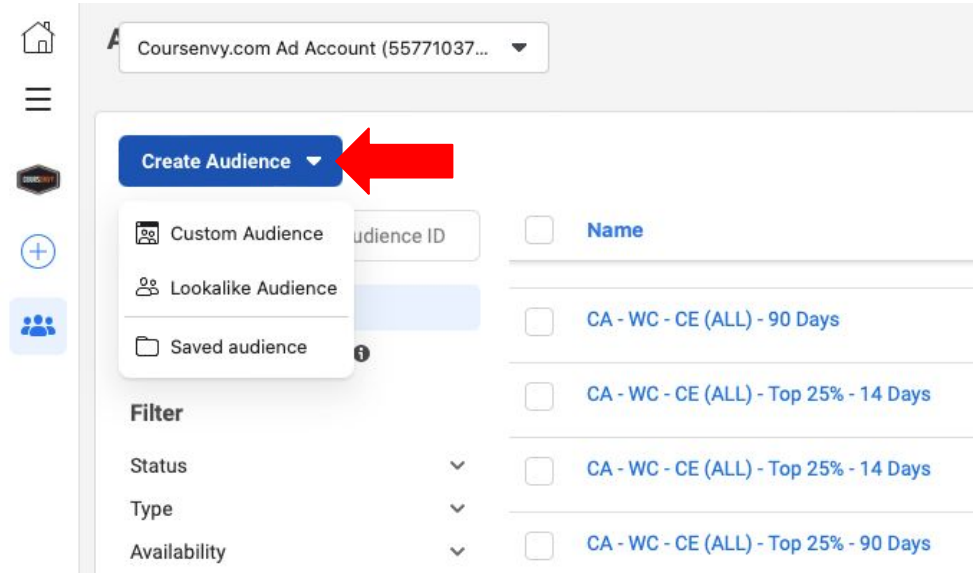 Coursenvy.com Ad Account (55771037...
Create Audience
Custom Audience
Lookalike Audience
Saved audience
udience ID
Filter
Status
Type
Availability
Name
CA - WC - CE (ALL) - 90 Days
CA - WC - CE (ALL) - Top 25% - 14 Days
CA - WC - CE (ALL) - Top 25% - 14 Days
CA - WC - CE (ALL) - Top 25% - 90 Days